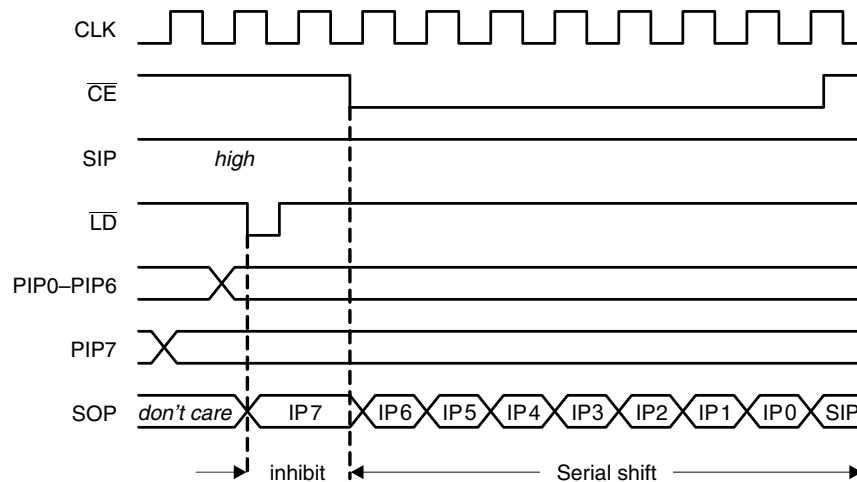 CLK
CE
SIP high
LD
PIP0–PIP6
PIP7
SOP don't care IP7 IP6 IP5 IP4 IP3 IP2 IP1 IP0 SIP
inhibit Serial shift